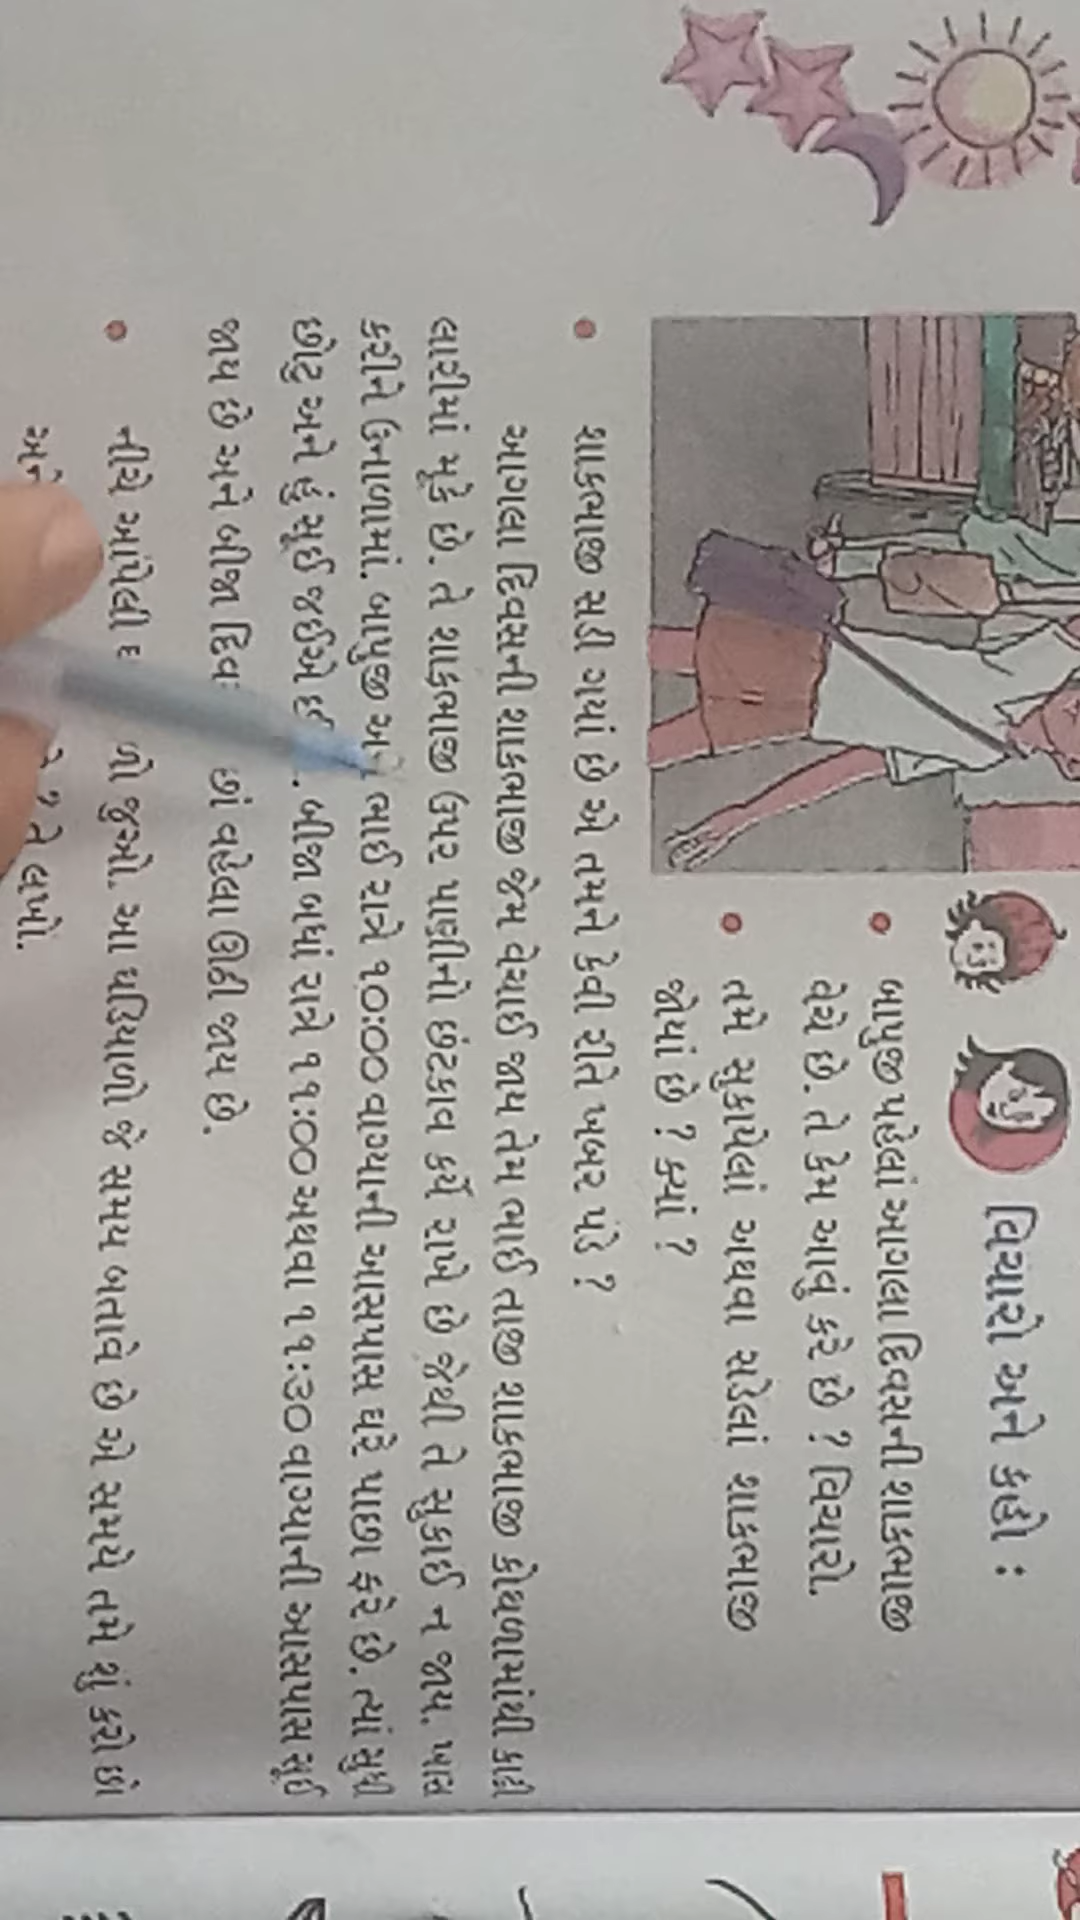 વિચારો અને કહો :
બાપુજી પહેલાં આગલા દિવસની શાકભાજી
વેચે છે. તે કેમ આવું કરે છે ? વિચારો.
તમે સુકાયેલાં અથવા સડેલાં શાકભાજી
જોયાં છે ? ક્યાં ?
શાકભાજી સડી ગયાં છે એ તમને કેવી રીતે ખબર પડે ?
આગલા દિવસની શાકભાજી જેમ વેચાઈ જાય તેમ ભાઈ તાજી શાકભાજી કોથળામાંથી કાઢી
લારીમાં મૂકે છે. તે શાકભાજી ઉપર પાણીનો છંટકાવ કર્યે રાખે છે જેથી તે સુકાઈ ન જાય. ખાસ
કરીને ઉનાળામાં. બાપુજી ભાઈ રાત્રે ૧૦:૦૦ વાગ્યાની આસપાસ ઘરે પાછા ફરે છે. ત્યાં સુધી
છોટુ અને હું સૂઈ જઈએ બીજા બધાં રાત્રે ૧૧:૦૦ અથવા ૧૧:૩૦ વાગ્યાની આસપાસ સૂઈ
જાય છે અને બીજા વહેલા ઊઠી જાય છે.
નીચે આપેલી જુઓ. આ ઘડિયાળો જે સમય બતાવે છે એ સમયે તમે શું કરો છો
તે લખો.